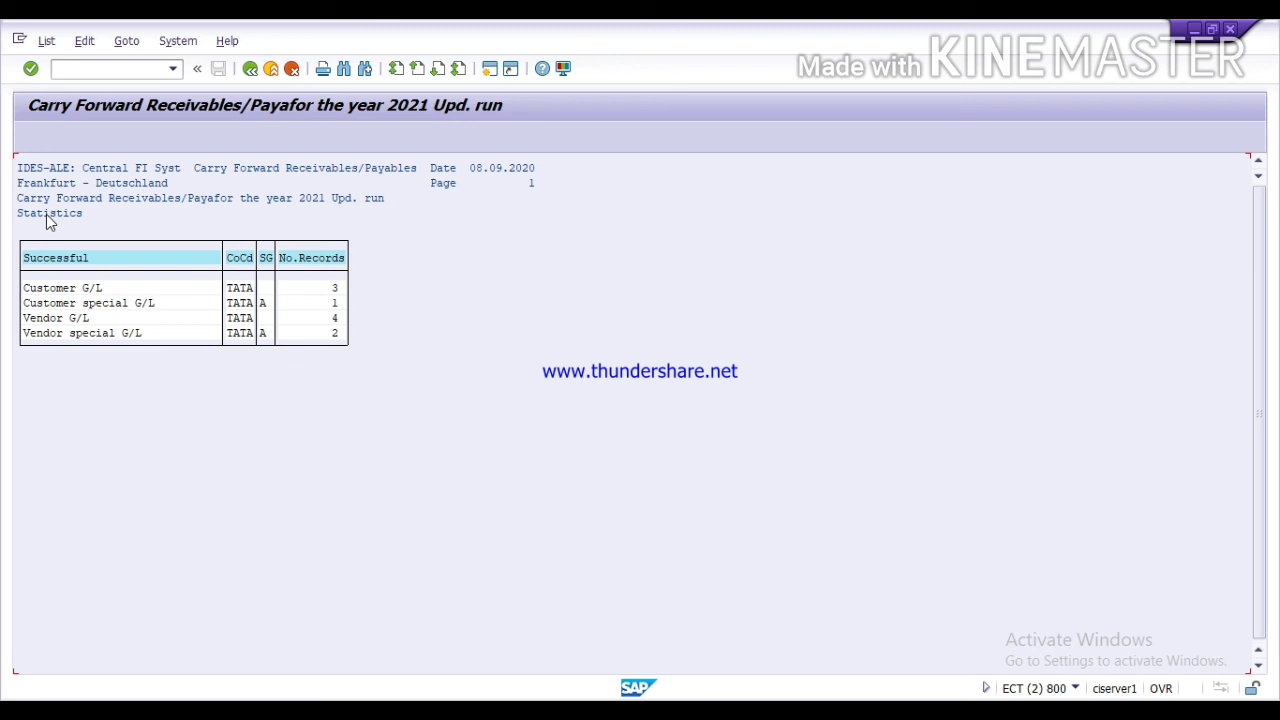 List Edit Goto System Help
Made with KINEMASTER
Carry Forward Receivables/Payafor the year 2021 Upd. run
IDES-ALE: Central FI Syst Carry Forward Receivables/Payables Date 08.09.2020
Frankfurt - Deutschland Page 1
Carry Forward Receivables/Payafor the year 2021 Upd. run
Statistics
Successful CoCd SG No.Records
Customer G/L TATA 3
Customer special G/L TATA A 1
Vendor G/L TATA 4
Vendor special G/L TATA A 2
www.thundershare.net
Activate Windows
Go to Settings to activate Windows.
SAP ECT (2) 800 ciserver1 OVR